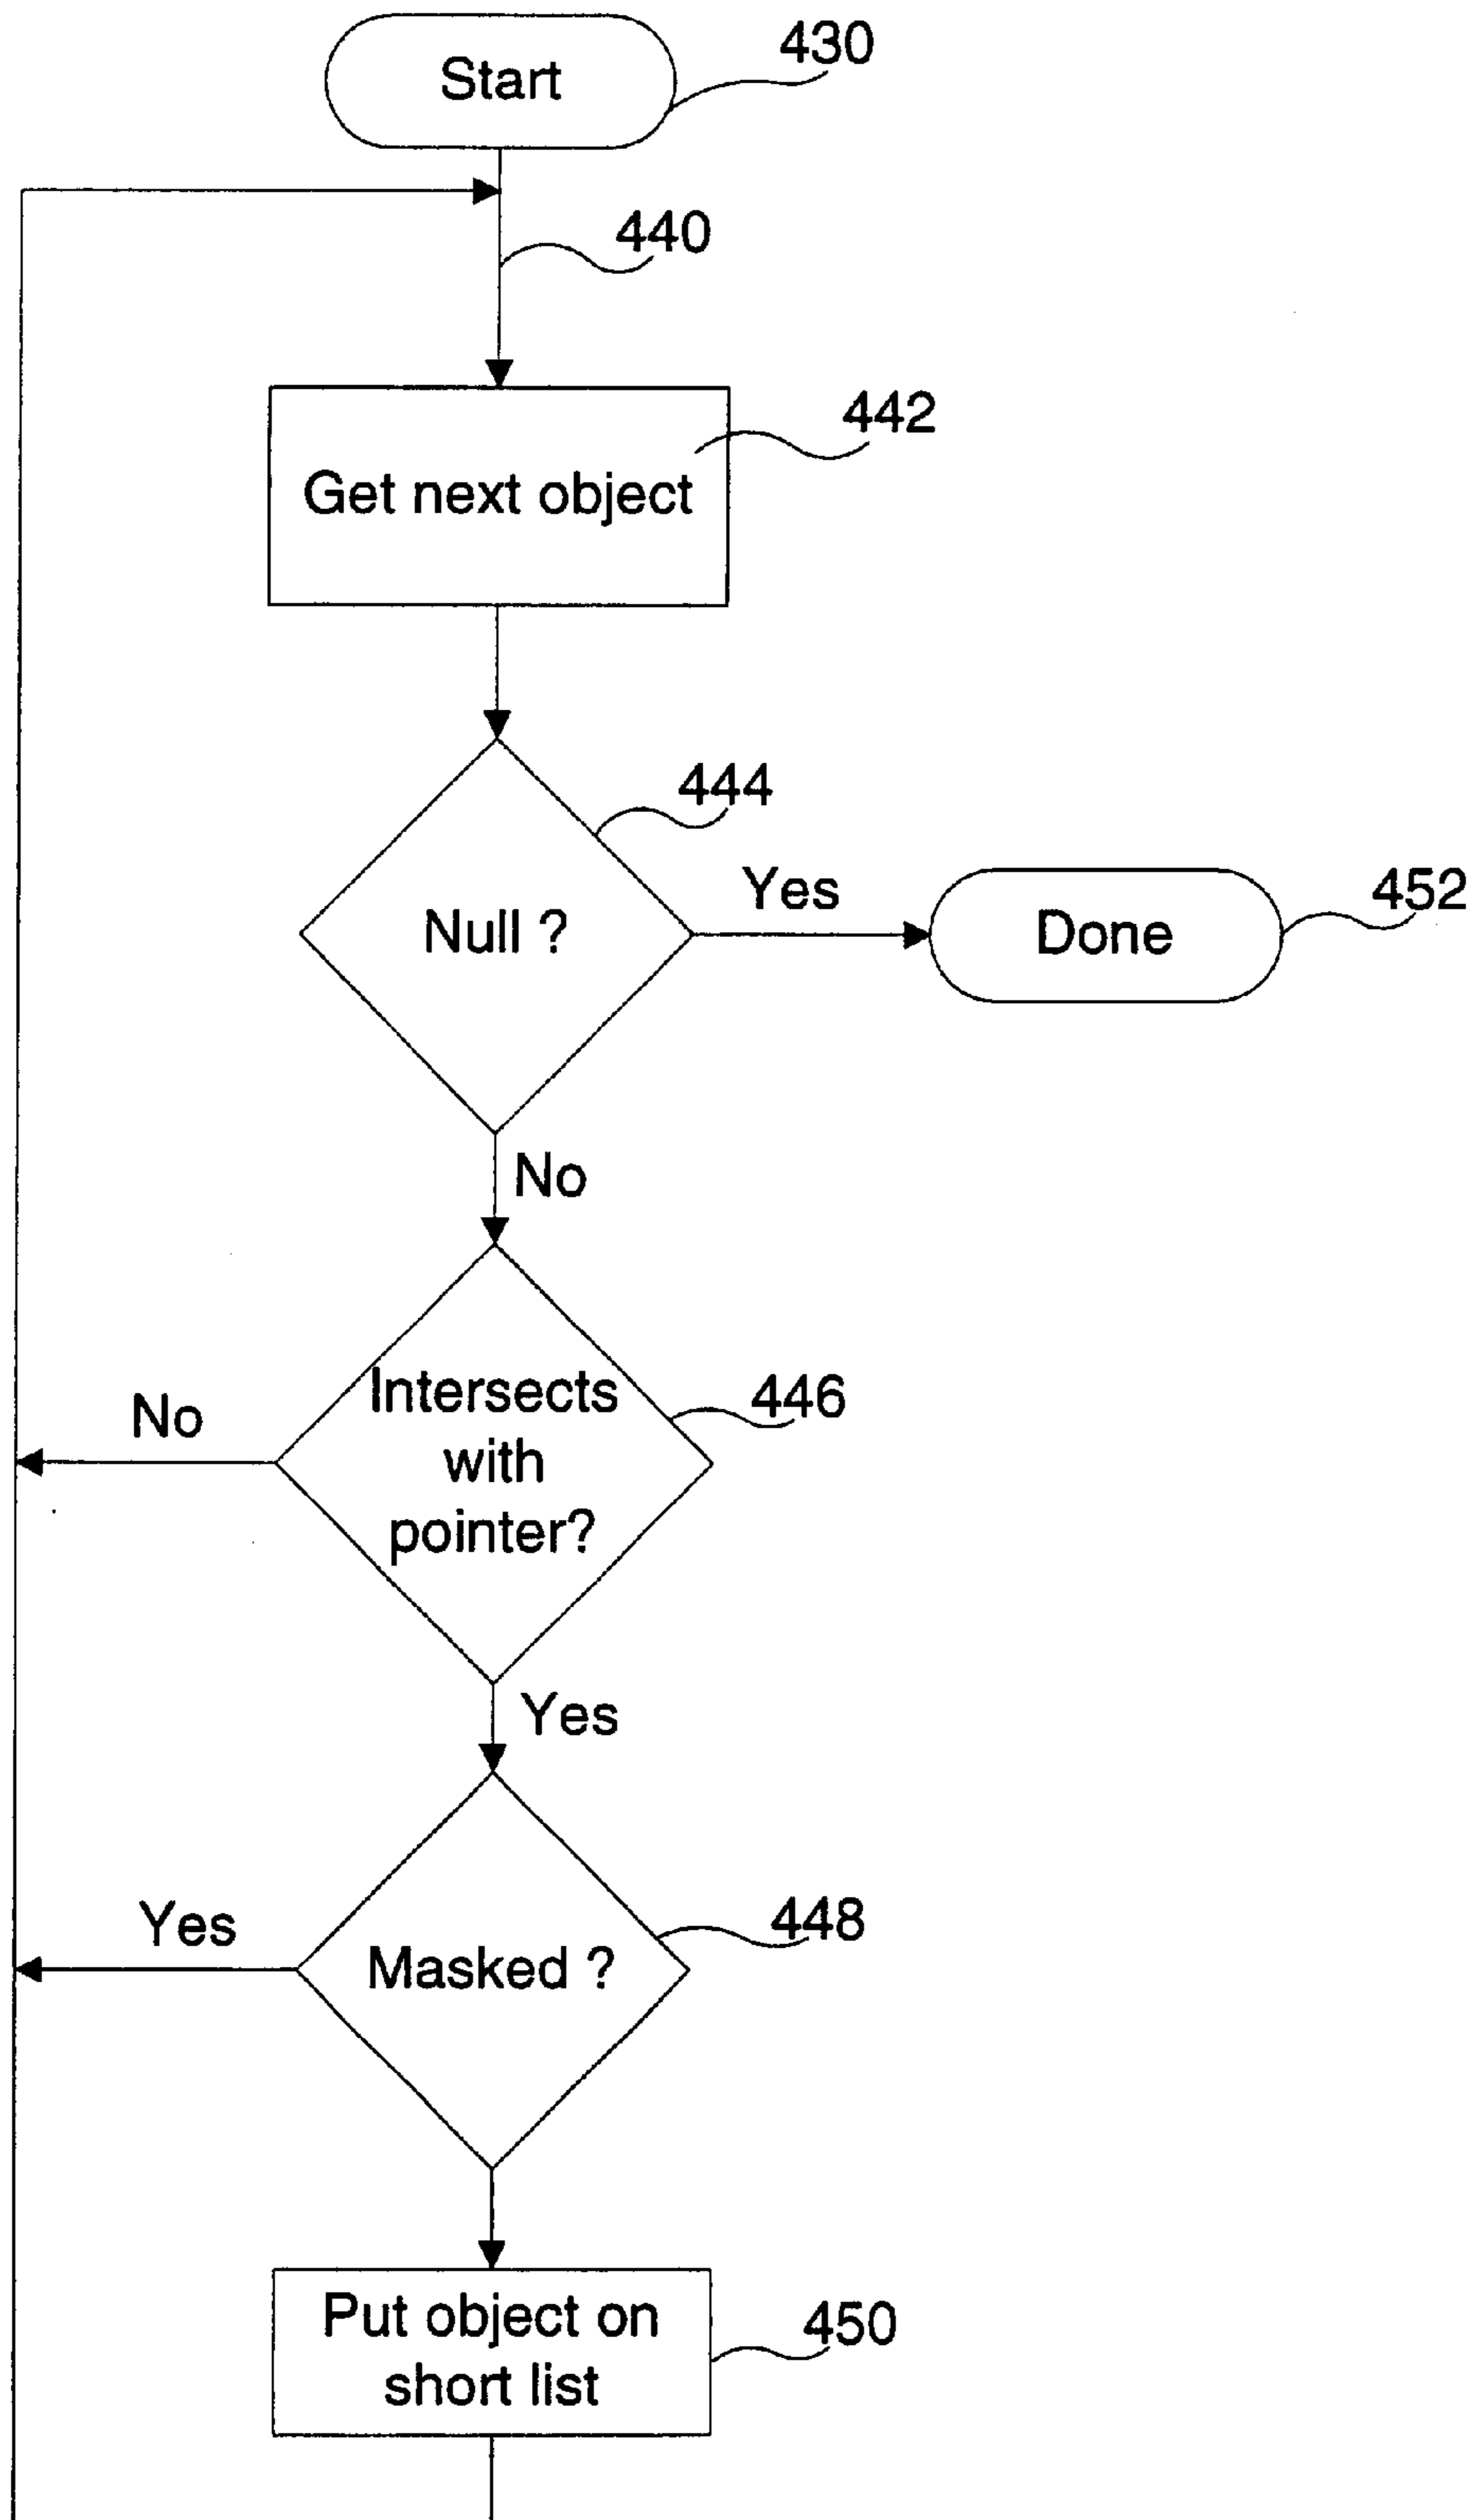 Start
430
440
Get next object
442
444
Null ?
Yes
Done
452
No
Intersects
with
pointer?
446
No
Yes
Masked ?
448
Yes
Put object on
short list
450